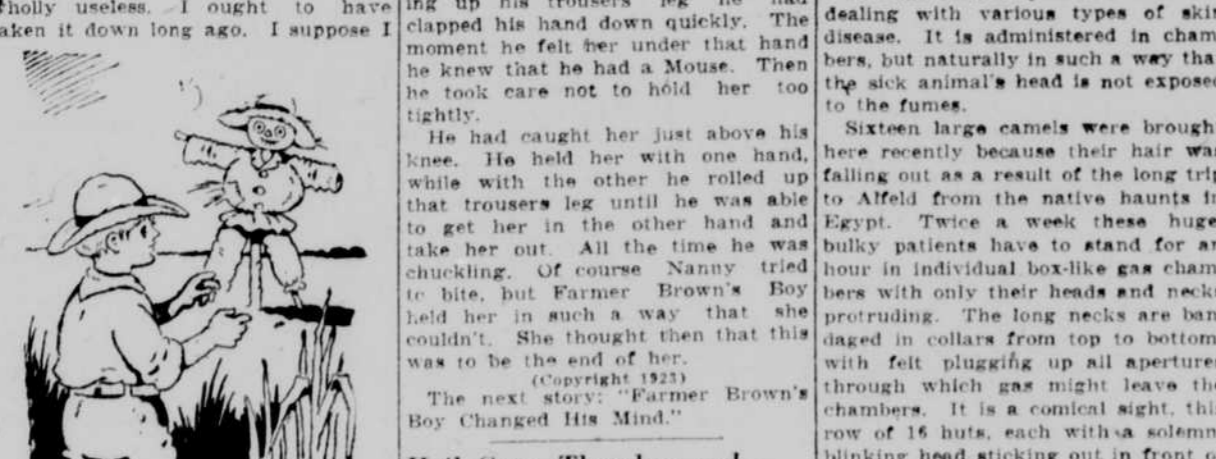 holly useless. I ought to have
aken it down long ago. I suppose I
ing up his trousers leg he had
clapped his hand down quickly. The
moment he felt her under that hand
he knew that he had a Mouse. Then
he took care not to hold her too
tightly.
He had caught her just above his
knee. He held her with one hand,
while with the other he rolled up
that trousers leg until he was able
to get her in the other hand and
take her out. All the time he was
chuckling. Of course Nanny tried
to bite, but Farmer Brown's Boy
held her in such a way that she
couldn't. She thought then that this
was to be the end of her.
(Copyright 1923)
The next story: "Farmer Brown's
Boy Changed His Mind."
dealing with various types of skin
disease. It is administered in cham
bers, but naturally in such a way tha
the sick animal's head is not expose
to the fumes.
Sixteen large camels were brough
here recently because their hair was
falling out as a result of the long trip
to Alfeld from the native haunts in
Egypt. Twice a week these huge
bulky patients have to stand for an
hour in individual box-like gas cham
bers with only their heads and necks
protruding. The long necks are ban
daged in collars from top to bottom
with felt plugging up all apertures
through which gas might leave the
chambers. It is a comical sight, this
row of 16 huts, each with a solemn
blinking head sticking out in front o